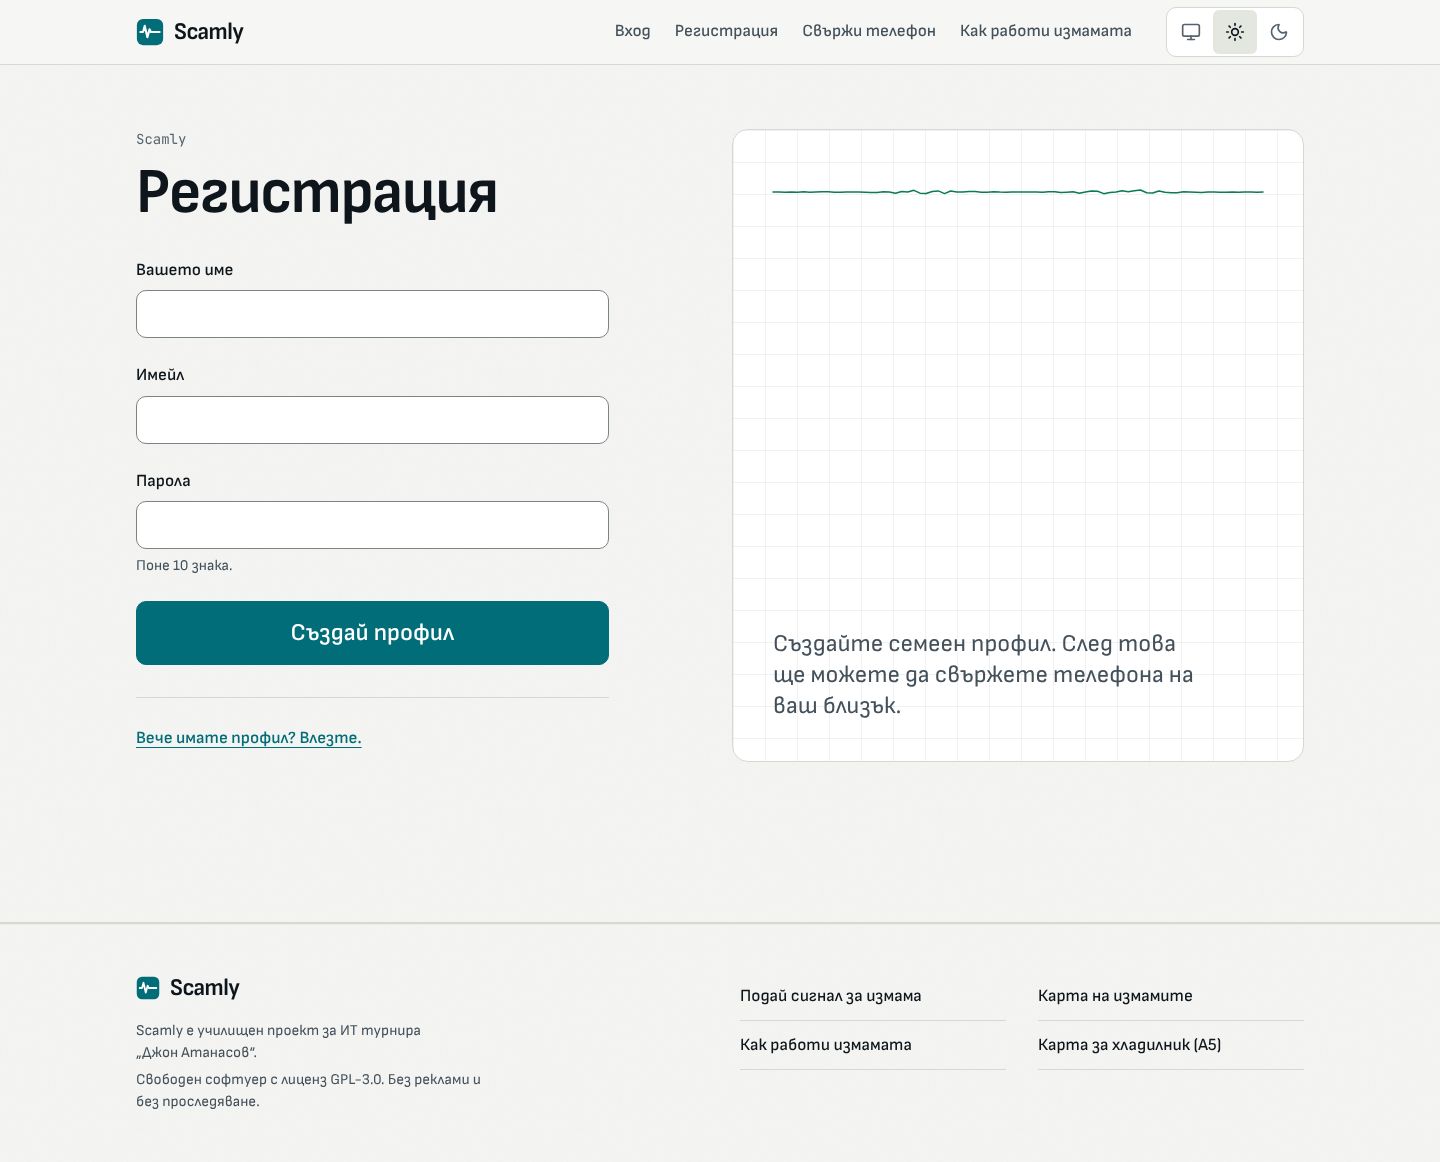 Scamly
Вход
Регистрация
Свържи телефон
Как работи измамата
Scamly
Регистрация
Вашето име
Имейл
Парола
Поне 10 знака.
Създай профил
Вече имате профил? Влезте.
Създайте семеен профил. След това
ще можете да свържете телефона на
ваш близък.
Scamly
Scamly е училищен проект за ИТ турнира
„Джон Атанасов“.
Свободен софтуер с лиценз GPL-3.0. Без реклами и
без проследяване.
Подай сигнал за измама
Карта на измамите
Как работи измамата
Карта за хладилник (А5)